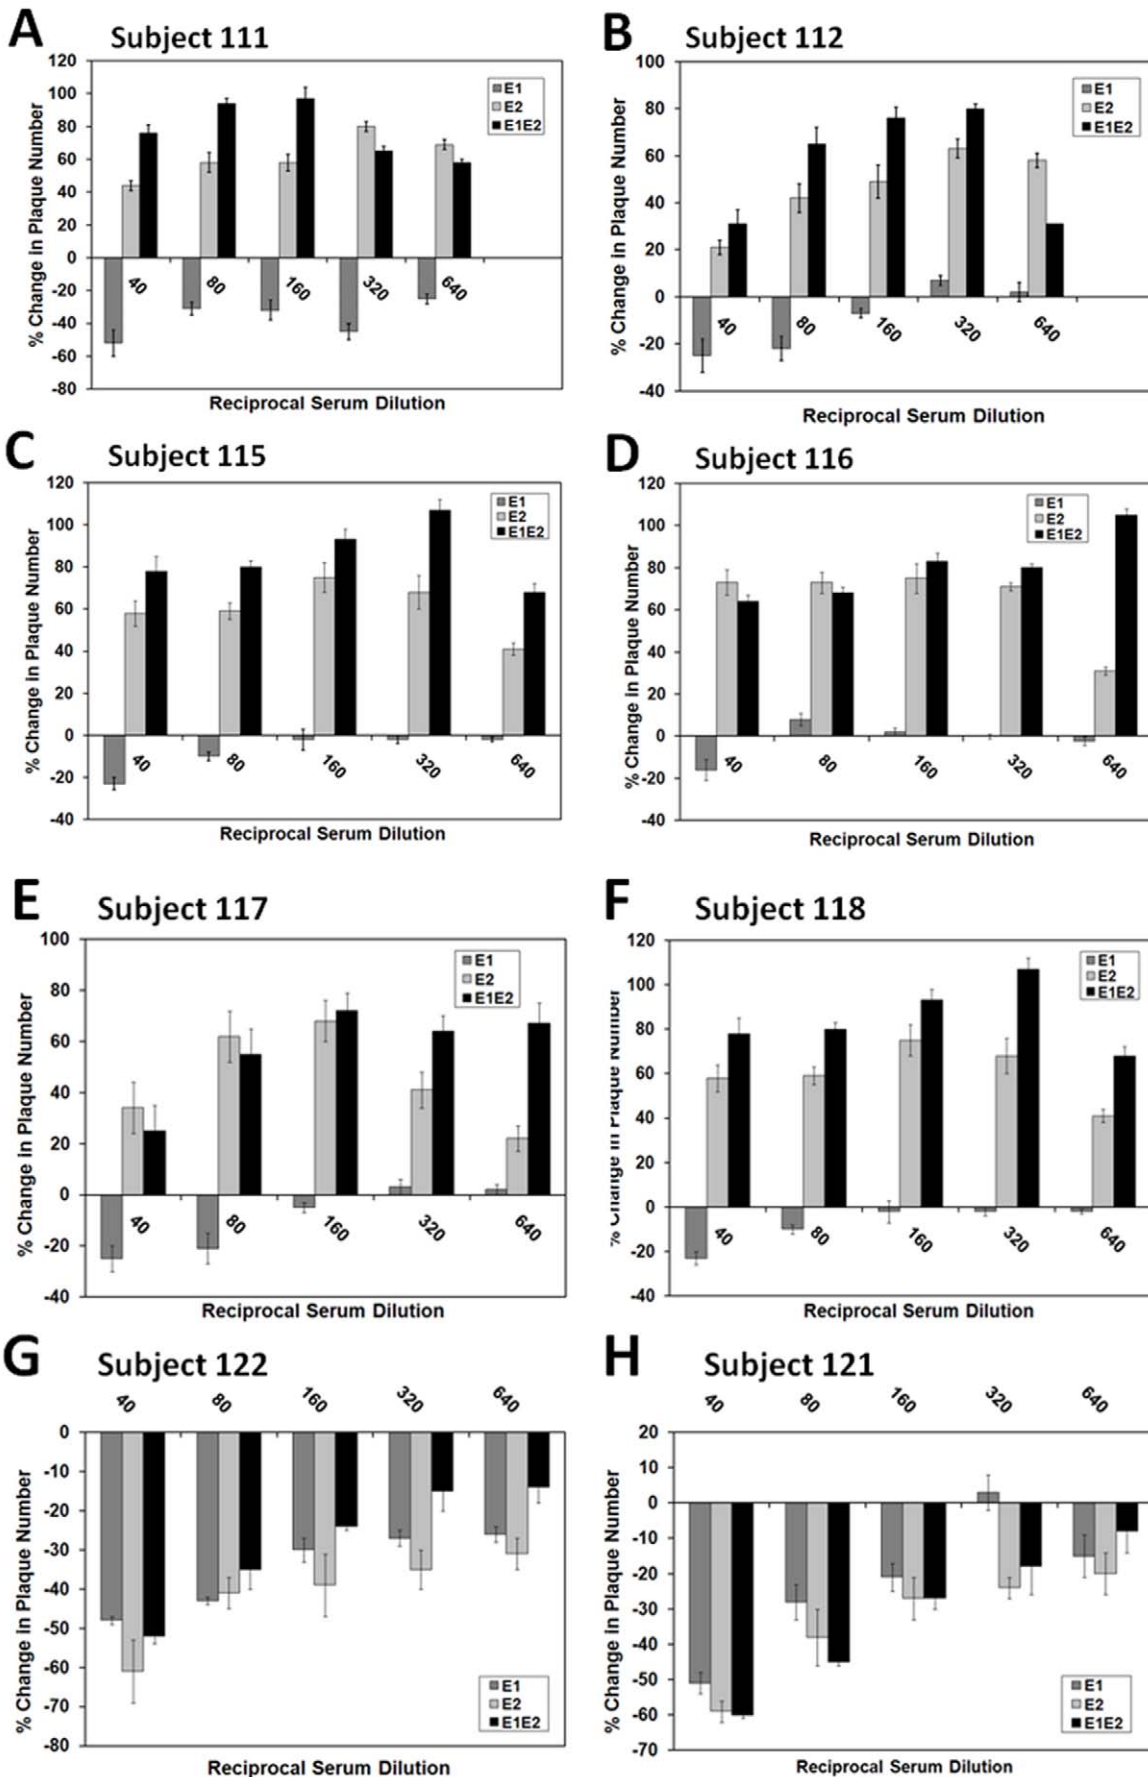 A Subject 111
120
100
80
60
40
20
0
-20
-40
-60
-80
% Change in Plaque Number
E1
E2
E1E2
40 80 160 320 640
Reciprocal Serum Dilution
B Subject 112
100
80
60
40
20
0
-20
-40
% Change in Plaque Number
E1
E2
E1E2
40 80 160 320 640
Reciprocal Serum Dilution
C Subject 115
120
100
80
60
40
20
0
-20
-40
% Change in Plaque Number
E1
E2
E1E2
40 80 160 320 640
Reciprocal Serum Dilution
D Subject 116
120
100
80
60
40
20
0
-20
-40
% Change in Plaque Number
E1
E2
E1E2
40 80 160 320 640
Reciprocal Serum Dilution
E Subject 117
100
80
60
40
20
0
-20
-40
% Change in Plaque Number
E1
E2
E1E2
40 80 160 320 640
Reciprocal Serum Dilution
F Subject 118
120
100
80
60
40
20
0
-20
-40
% Change in Plaque Number
E1
E2
E1E2
40 80 160 320 640
Reciprocal Serum Dilution
G Subject 122
40 80 160 320 640
0
-10
-20
-30
-40
-50
-60
-70
-80
% Change in Plaque Number
E1
E2
E1E2
Reciprocal Serum Dilution
H Subject 121
40 80 160 320 640
20
10
0
-10
-20
-30
-40
-50
-60
-70
% Change in Plaque Number
E1
E2
E1E2
Reciprocal Serum Dilution